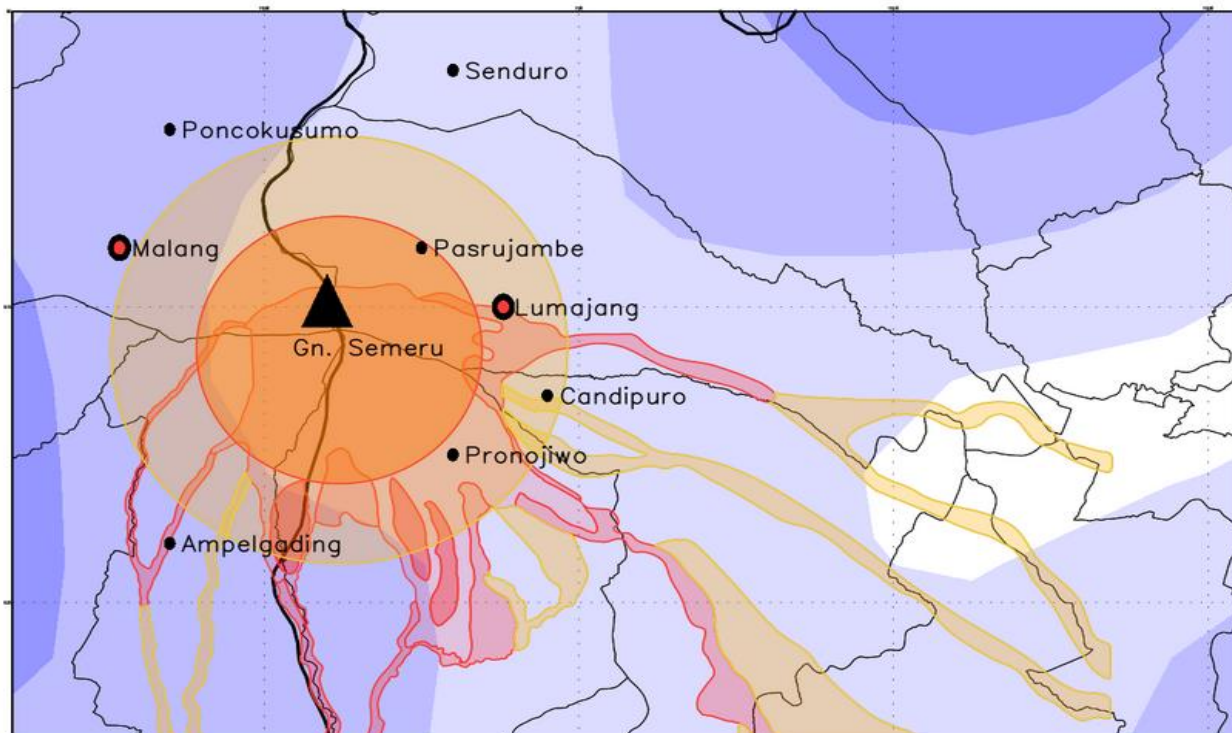 Senduro
Poncokusumo
Malang
Pasrujambe
Lumajang
Gn. Semeru
Candipuro
Pronojiwo
Ampelgading